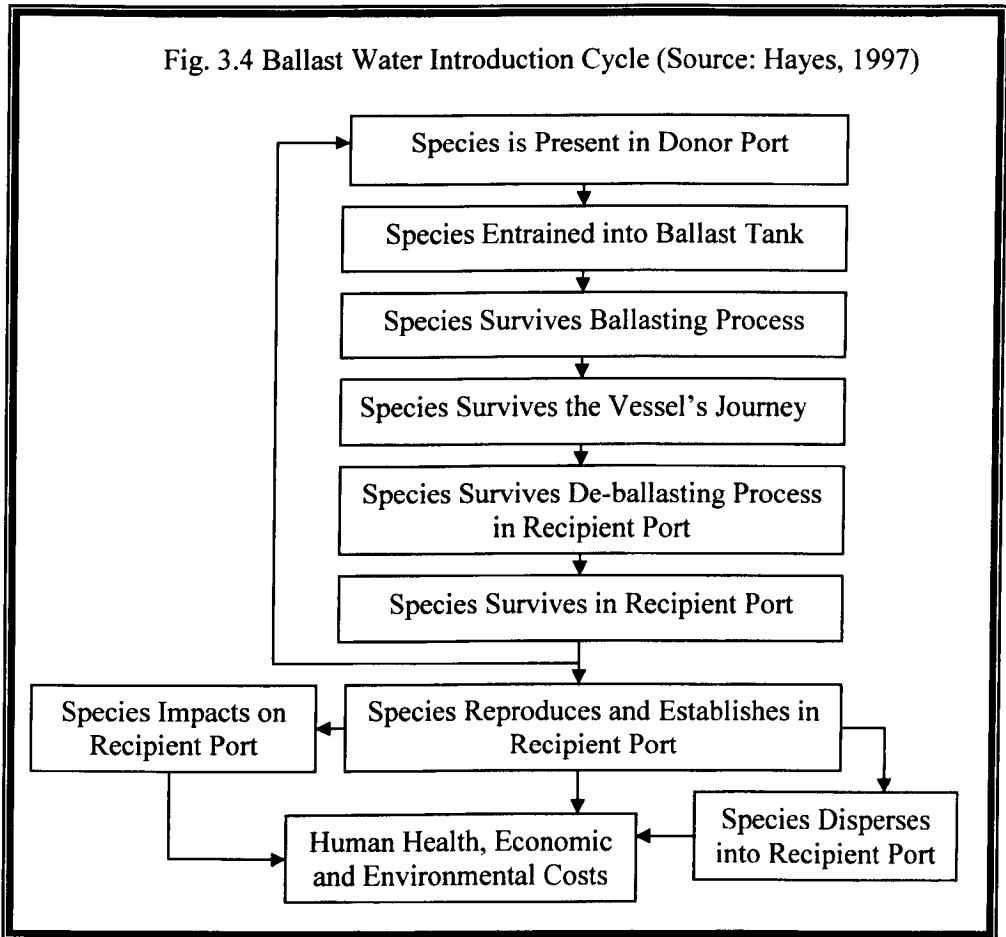 Fig. 3.4 Ballast Water Introduction Cycle (Source: Hayes, 1997)
Species is Present in Donor Port
Species Entrained into Ballast Tank
Species Survives Ballasting Process
Species Survives the Vessel's Journey
Species Survives De-ballasting Process
in Recipient Port
Species Survives in Recipient Port
Species Impacts on
Recipient Port
Species Reproduces and Establishes in
Recipient Port
Species Disperses
into Recipient Port
Human Health, Economic
and Environmental Costs